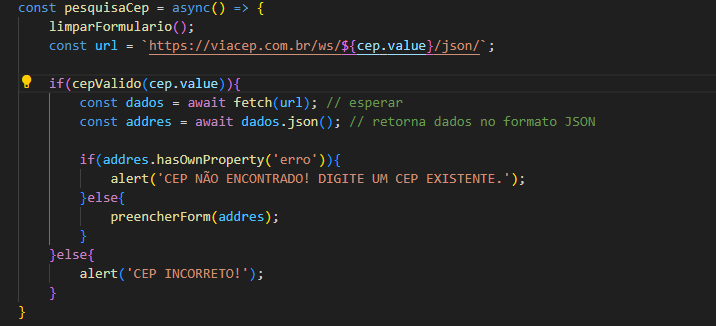 const pesquisaCep = async() => {
limparFormulario();
const url = `https://viacep.com.br/ws/${cep.value}/json/`;
if(cepValido(cep.value)){
const dados = await fetch(url); // esperar
const addres = await dados.json(); // retorna dados no formato JSON
if(addres.hasOwnProperty('erro')){
alert('CEP NÃO ENCONTRADO! DIGITE UM CEP EXISTENTE.');
}else{
preencherForm(addres);
}
}else{
alert('CEP INCORRETO!');
}
}